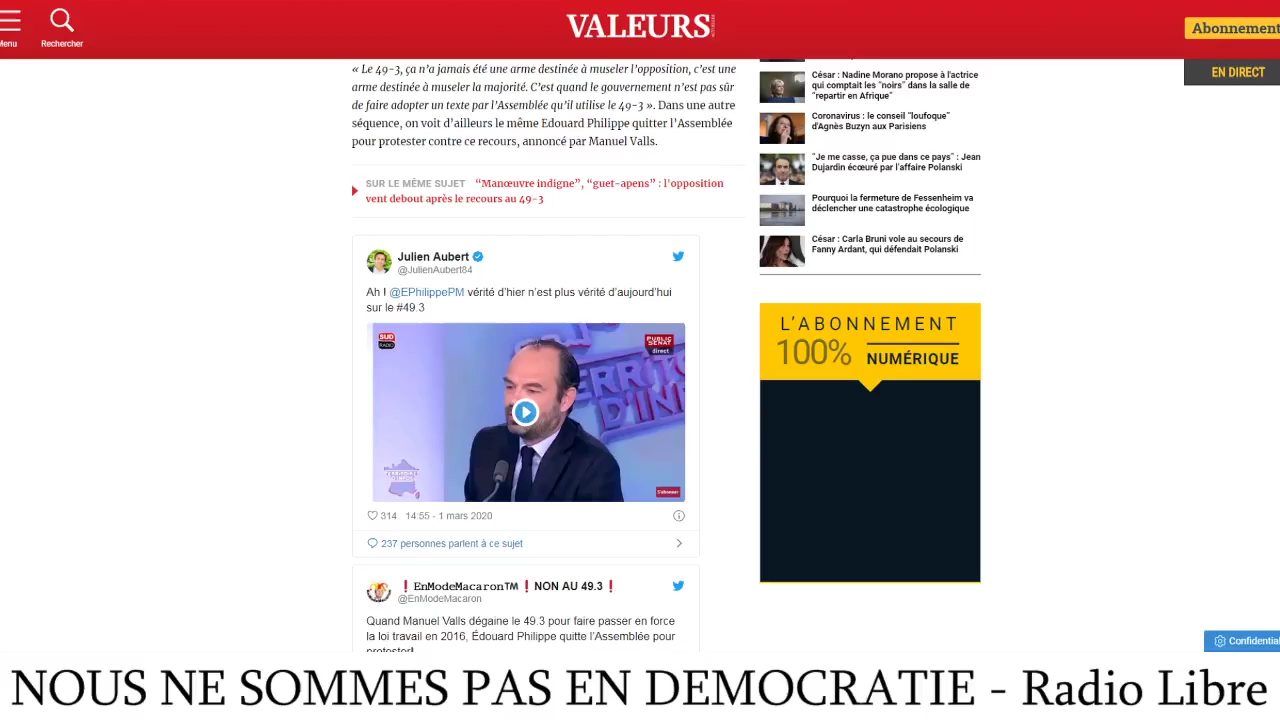 Menu
Rechercher
VALEURS
Abonnement
EN DIRECT
« Le 49-3, ça n’a jamais été une arme destinée à museler l’opposition, c’est une
arme destinée à museler la majorité. C’est quand le gouvernement n’est pas sûr
de faire adopter un texte par l’Assemblée qu’il utilise le 49-3 ». Dans une autre
séquence, on voit d’ailleurs le même Edouard Philippe quitter l’Assemblée
pour protester contre ce recours, annoncé par Manuel Valls.
SUR LE MÊME SUJET “Manœuvre indigne”, “guet-apens” : l’opposition
vent debout après le recours au 49-3
Julien Aubert
@JulienAubert84
Ah ! @EPhilippePM vérité d’hier n’est plus vérité d’aujourd’hui
sur le #49.3
SUD
RADIO
PUBLIC
SENAT
direct
TERRIT
D'IN
S'abonner
314 14:55 - 1 mars 2020
237 personnes parlent à ce sujet
❗EnModeMacaron™❗NON AU 49.3❗
@EnModeMacaron
Quand Manuel Valls dégaine le 49.3 pour faire passer en force
la loi travail en 2016, Édouard Philippe quitte l’Assemblée pour
protester!
César : Nadine Morano propose à l'actrice
qui comptait les “noirs” dans la salle de
“repartir en Afrique”
Coronavirus : le conseil “loufoque”
d'Agnès Buzyn aux Parisiens
“Je me casse, ça pue dans ce pays” : Jean
Dujardin écœuré par l'affaire Polanski
Pourquoi la fermeture de Fessenheim va
déclencher une catastrophe écologique
César : Carla Bruni vole au secours de
Fanny Ardant, qui défendait Polanski
L’ABONNEMENT
100% NUMÉRIQUE
Confidential
NOUS NE SOMMES PAS EN DEMOCRATIE - Radio Libre